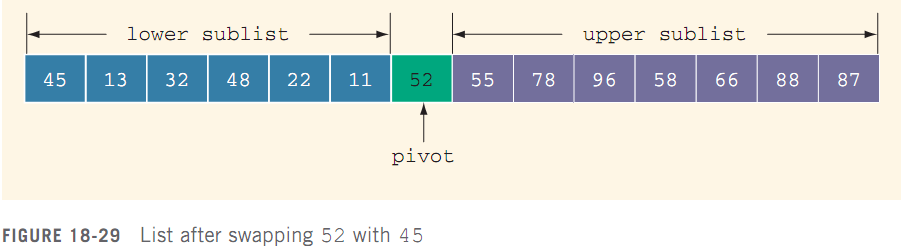 lower sublist upper sublist
45 13 32 48 22 11 52 55 78 96 58 66 88 87
pivot
FIGURE 18-29 List after swapping 52 with 45